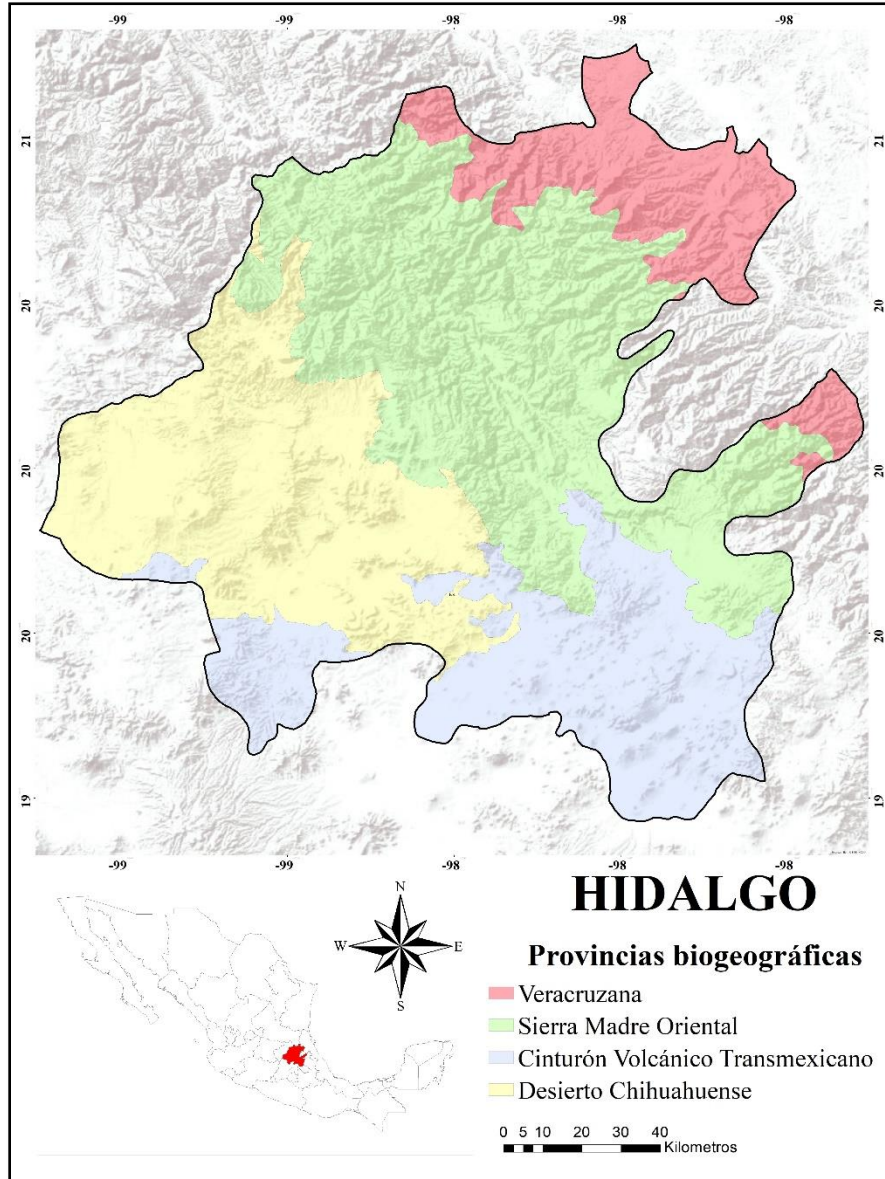 -99 -99 -98 -98 -98
21 21
20 20
20 20
20 20
19 19
-99 -99 -98 -98 -98
HIDALGO
N
W E
S
Provincias biogeográficas
Veracruzana
Sierra Madre Oriental
Cinturón Volcánico Transmexicano
Desierto Chihuahuense
0 5 10 20 30 40
Kilometros